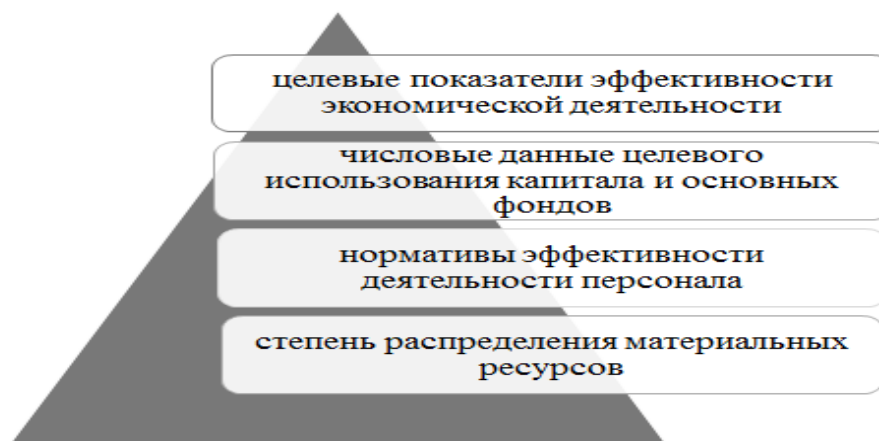 целевые показатели эффективности
экономической деятельности
числовые данные целевого
использования капитала и основных
фондов
нормативы эффективности
деятельности персонала
степень распределения материальных
ресурсов